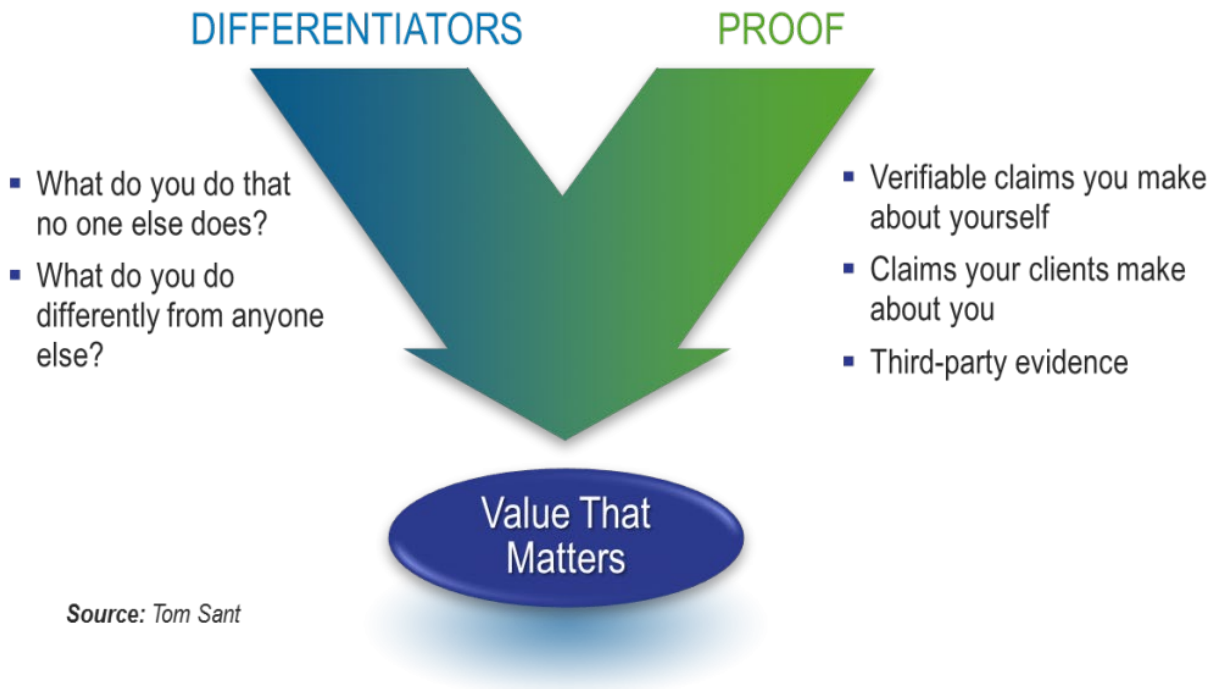 DIFFERENTIATORS
PROOF
▪ What do you do that
no one else does?
▪ What do you do
differently from anyone
else?
▪ Verifiable claims you make
about yourself
▪ Claims your clients make
about you
▪ Third-party evidence
Value That
Matters
Source: Tom Sant